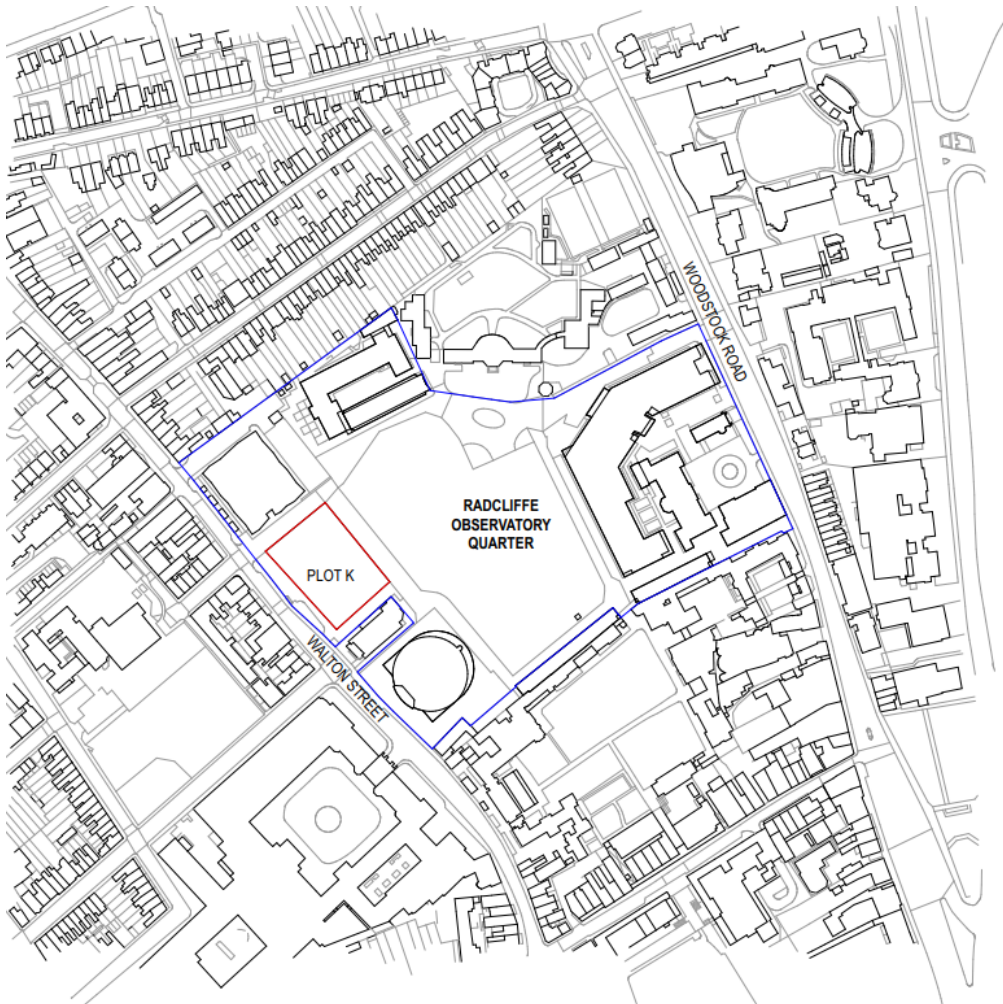 WOODSTOCK ROAD
RADCLIFFE
OBSERVATORY
QUARTER
PLOT K
WALTON STREET